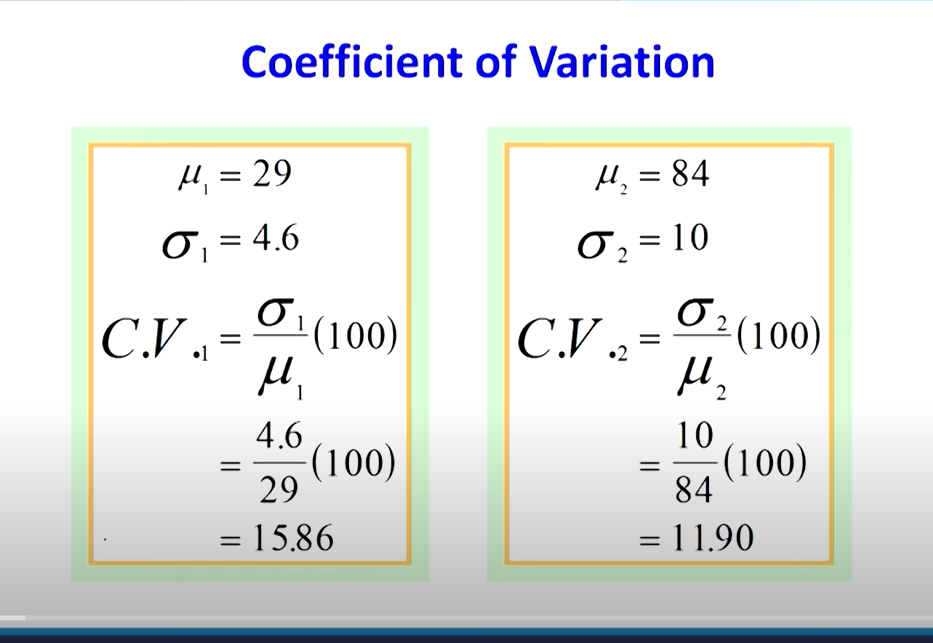 Coefficient of Variation
μ₁ = 29
σ₁ = 4.6
C.V.₁ = σ₁/μ₁ (100)
= 4.6/29 (100)
= 15.86
μ₂ = 84
σ₂ = 10
C.V.₂ = σ₂/μ₂ (100)
= 10/84 (100)
= 11.90